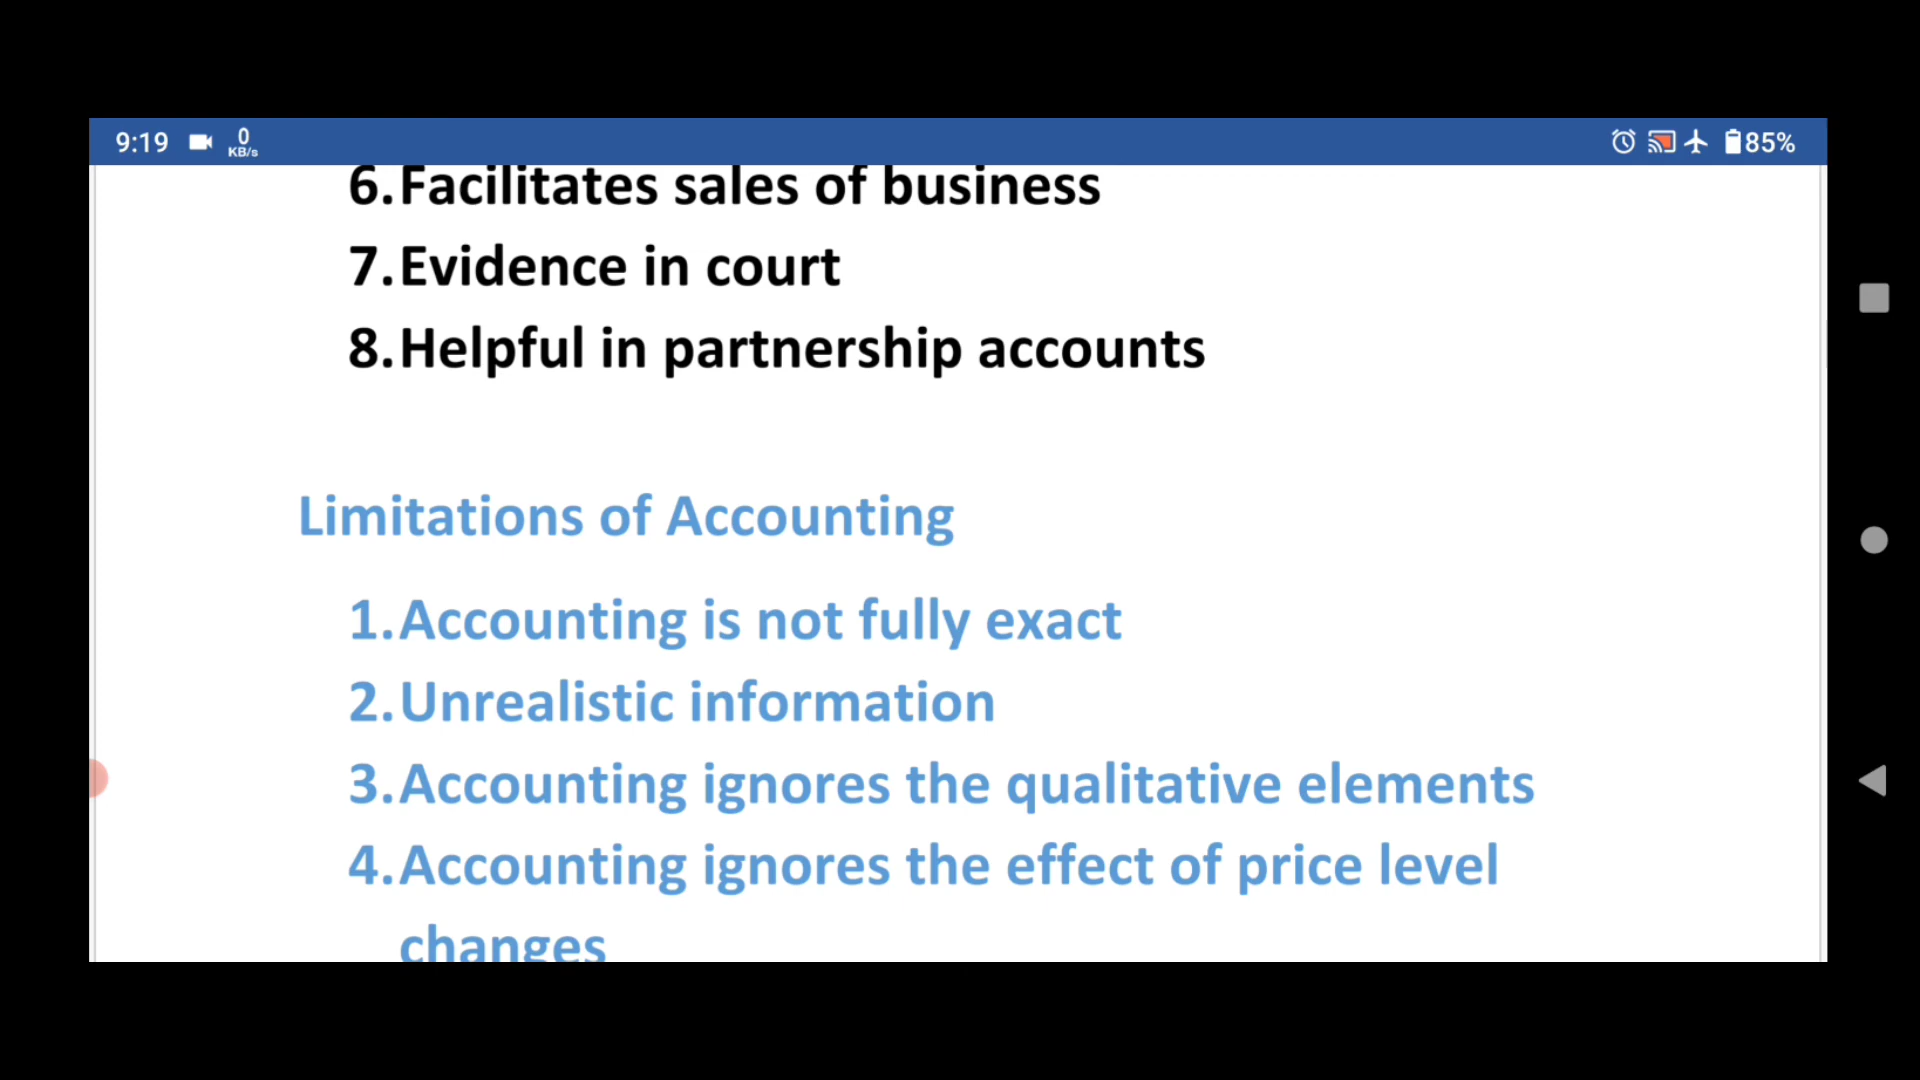 9:19 0 KB/s 85%
6. Facilitates sales of business
7. Evidence in court
8. Helpful in partnership accounts
Limitations of Accounting
1. Accounting is not fully exact
2. Unrealistic information
3. Accounting ignores the qualitative elements
4. Accounting ignores the effect of price level
changes